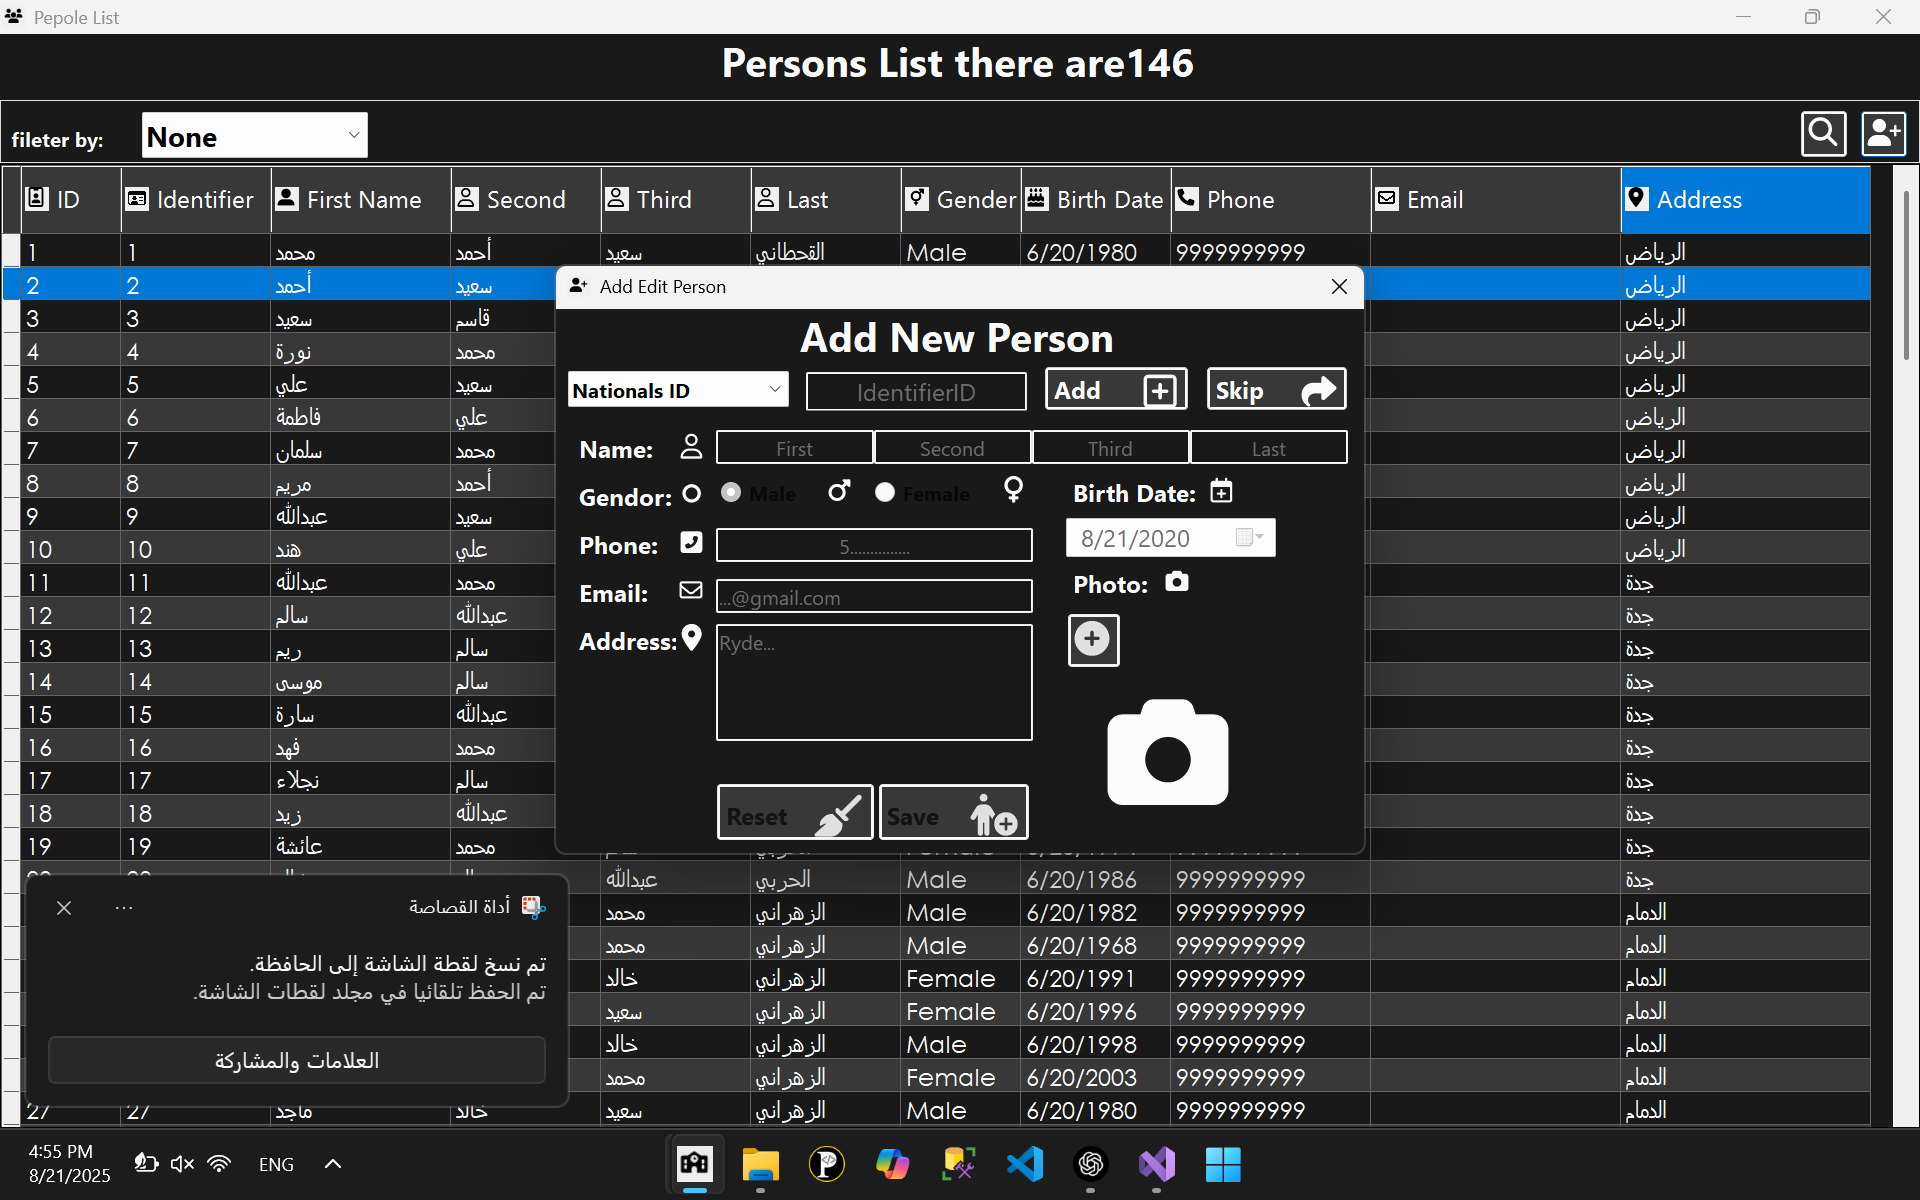 Pepole List
Persons List there are146
fileter by: None
ID Identifier First Name Second Third Last Gender Birth Date Phone Email Address
1 1 محمد أحمد سعيد القحطاني Male 6/20/1980 9999999999 الرياض
2 2 أحمد سعيد الرياض
3 3 سعيد قاسم الرياض
4 4 نورة محمد الرياض
5 5 علي سعيد الرياض
6 6 فاطمة علي الرياض
7 7 سلمان محمد الرياض
8 8 مريم أحمد الرياض
9 9 عبدالله سعيد الرياض
10 10 هند علي الرياض
11 11 عبدالله محمد جدة
12 12 سالم عبدالله جدة
13 13 ريم سالم جدة
14 14 موسى سالم جدة
15 15 سارة عبدالله جدة
16 16 فهد محمد جدة
17 17 نجلاء سالم جدة
18 18 زيد عبدالله جدة
19 19 عائشة محمد جدة
عبدالله الحربي Male 6/20/1986 9999999999 جدة
محمد الزهراني Male 6/20/1982 9999999999 الدمام
محمد الزهراني Male 6/20/1968 9999999999 الدمام
خالد الزهراني Female 6/20/1991 9999999999 الدمام
سعيد الزهراني Female 6/20/1996 9999999999 الدمام
خالد الزهراني Male 6/20/1998 9999999999 الدمام
محمد الزهراني Female 6/20/2003 9999999999 الدمام
27 27 ماجد خالد سعيد الزهراني Male 6/20/1980 9999999999 الدمام
Add Edit Person
Add New Person
Nationals ID IdentifierID Add Skip
Name: First Second Third Last
Gendor: Male Female Birth Date:
Phone: 5............... 8/21/2020
Email: ...@gmail.com Photo:
Address: Ryde...
Reset Save
أداة القصاصة
تم نسخ لقطة الشاشة إلى الحافظة.
تم الحفظ تلقائيا في مجلد لقطات الشاشة.
العلامات والمشاركة
4:55 PM
8/21/2025
ENG